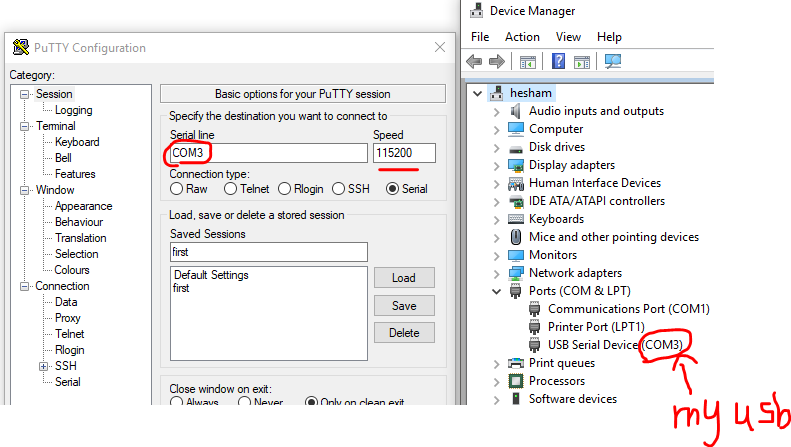 PuTTY Configuration
Category:
Session
Logging
Terminal
Keyboard
Bell
Features
Window
Appearance
Behaviour
Translation
Selection
Colours
Connection
Data
Proxy
Telnet
Rlogin
SSH
Serial
Basic options for your PuTTY session
Specify the destination you want to connect to
Serial line Speed
COM3 115200
Connection type:
Raw Telnet Rlogin SSH Serial
Load, save or delete a stored session
Saved Sessions
first
Default Settings
first
Load
Save
Delete
Close window on exit:
Always Never Only on clean exit
Device Manager
File Action View Help
hesham
Audio inputs and outputs
Computer
Disk drives
Display adapters
Human Interface Devices
IDE ATA/ATAPI controllers
Keyboards
Mice and other pointing devices
Monitors
Network adapters
Ports (COM & LPT)
Communications Port (COM1)
Printer Port (LPT1)
USB Serial Device (COM3)
Print queues
Processors
Software devices
my usb